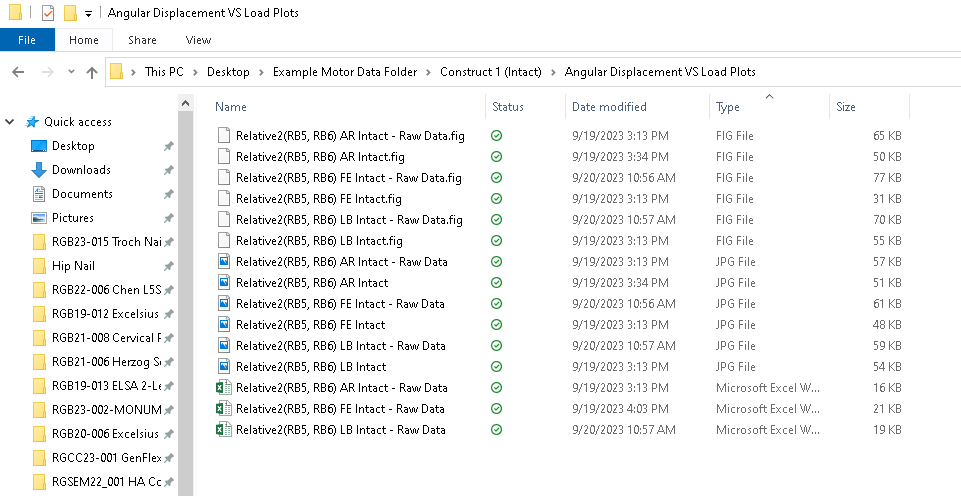 Angular Displacement VS Load Plots
File Home Share View
This PC > Desktop > Example Motor Data Folder > Construct 1 (Intact) > Angular Displacement VS Load Plots
Quick access
Desktop
Downloads
Documents
Pictures
RGB23-015 Troch Nai
Hip Nail
RGB22-006 Chen L5S
RGB19-012 Excelsius
RGB21-008 Cervical F
RGB21-006 Herzog S
RGB19-013 ELSA 2-Le
RGB23-002-MONUM
RGB20-006 Excelsius
RGCC23-001 GenFlex
RGSEM22_001 HA Cc
Name Status Date modified Type Size
Relative2(RB5, RB6) AR Intact - Raw Data.fig 9/19/2023 3:13 PM FIG File 65 KB
Relative2(RB5, RB6) AR Intact.fig 9/19/2023 3:34 PM FIG File 50 KB
Relative2(RB5, RB6) FE Intact - Raw Data.fig 9/20/2023 10:56 AM FIG File 77 KB
Relative2(RB5, RB6) FE Intact.fig 9/19/2023 3:13 PM FIG File 31 KB
Relative2(RB5, RB6) LB Intact - Raw Data.fig 9/20/2023 10:57 AM FIG File 70 KB
Relative2(RB5, RB6) LB Intact.fig 9/19/2023 3:13 PM FIG File 55 KB
Relative2(RB5, RB6) AR Intact - Raw Data 9/19/2023 3:13 PM JPG File 57 KB
Relative2(RB5, RB6) AR Intact 9/19/2023 3:34 PM JPG File 51 KB
Relative2(RB5, RB6) FE Intact - Raw Data 9/20/2023 10:56 AM JPG File 61 KB
Relative2(RB5, RB6) FE Intact 9/19/2023 3:13 PM JPG File 48 KB
Relative2(RB5, RB6) LB Intact - Raw Data 9/20/2023 10:57 AM JPG File 59 KB
Relative2(RB5, RB6) LB Intact 9/19/2023 3:13 PM JPG File 54 KB
Relative2(RB5, RB6) AR Intact - Raw Data 9/19/2023 3:13 PM Microsoft Excel W... 16 KB
Relative2(RB5, RB6) FE Intact - Raw Data 9/19/2023 4:03 PM Microsoft Excel W... 21 KB
Relative2(RB5, RB6) LB Intact - Raw Data 9/20/2023 10:57 AM Microsoft Excel W... 19 KB